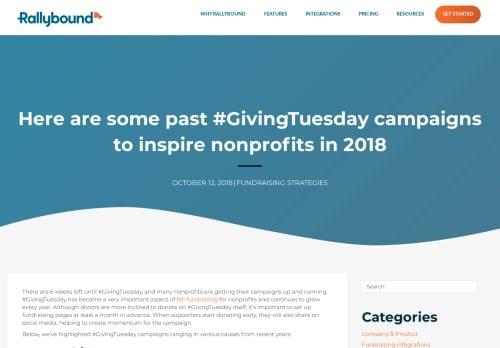 Rallybound
WHY RALLYBOUND
FEATURES
INTEGRATIONS
PRICING
RESOURCES
GET STARTED
Here are some past #GivingTuesday campaigns
to inspire nonprofits in 2018
OCTOBER 12, 2018 | FUNDRAISING STRATEGIES
There are 6 weeks left until #GivingTuesday, and many nonprofits are getting their campaigns up and running.
#GivingTuesday has become a very important aspect of fall fundraising for nonprofits and continues to grow
every year. Although donors are more inclined to donate on #GivingTuesday itself, it's important to set up
fundraising pages at least a month in advance. When supporters start donating early, they will also share on
social media, helping to create momentum for the campaign.
Below, we've highlighted #GivingTuesday campaigns ranging in various causes from recent years:
Search
Categories
Company & Product
Fundraising Integrations